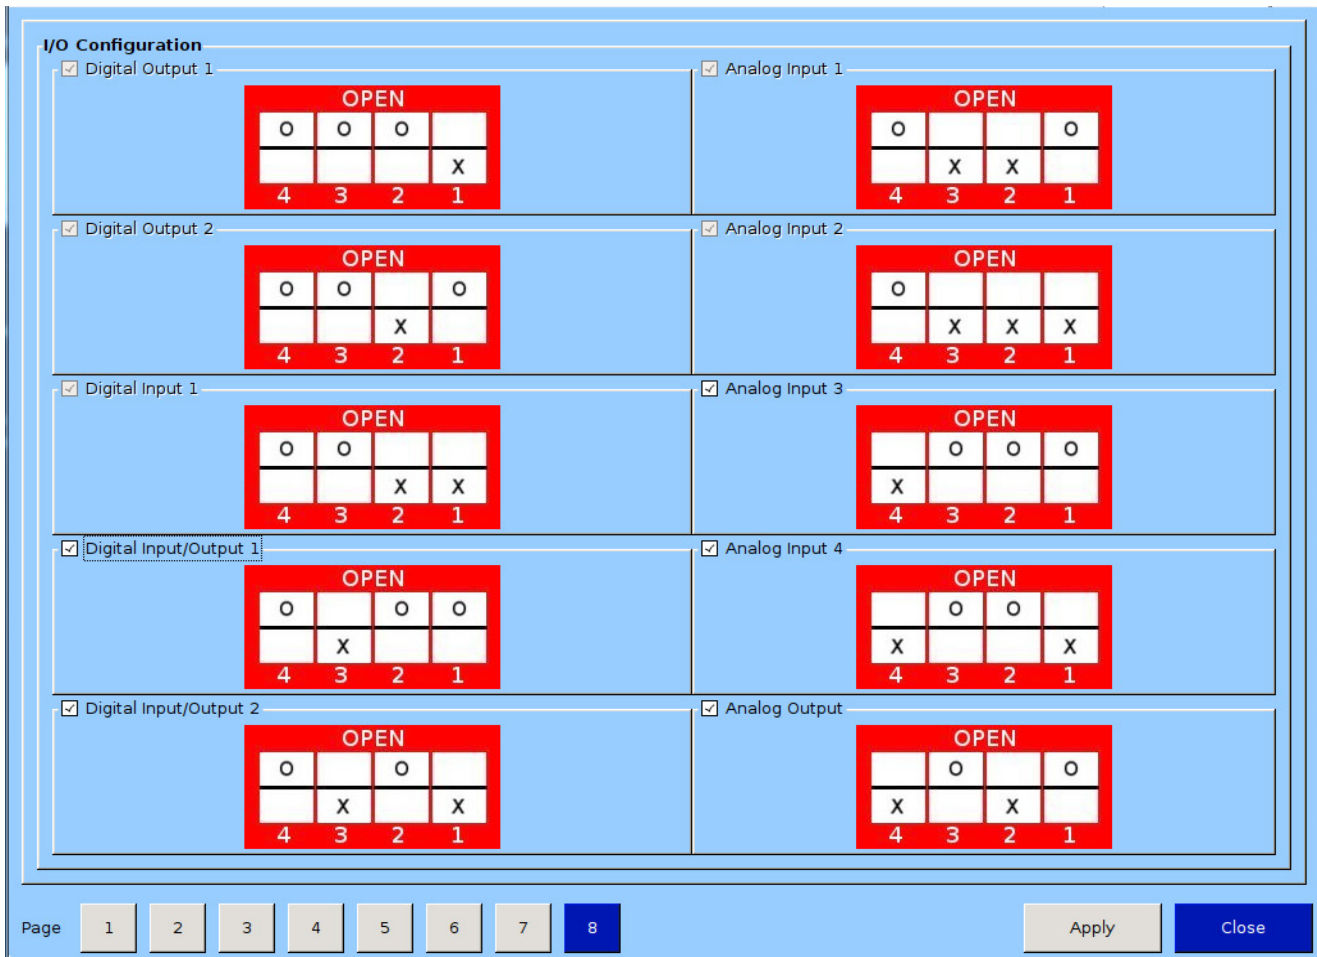 I/O Configuration
Digital Output 1
OPEN
O O O
X
4 3 2 1
Analog Input 1
OPEN
O O
X X
4 3 2 1
Digital Output 2
OPEN
O O O
X
4 3 2 1
Analog Input 2
OPEN
O
X X X
4 3 2 1
Digital Input 1
OPEN
O O
X X
4 3 2 1
Analog Input 3
OPEN
O O O
X
4 3 2 1
Digital Input/Output 1
OPEN
O O O
X
4 3 2 1
Analog Input 4
OPEN
O O
X X
4 3 2 1
Digital Input/Output 2
OPEN
O O
X X
4 3 2 1
Analog Output
OPEN
O O
X X
4 3 2 1
Page 1 2 3 4 5 6 7 8 Apply Close